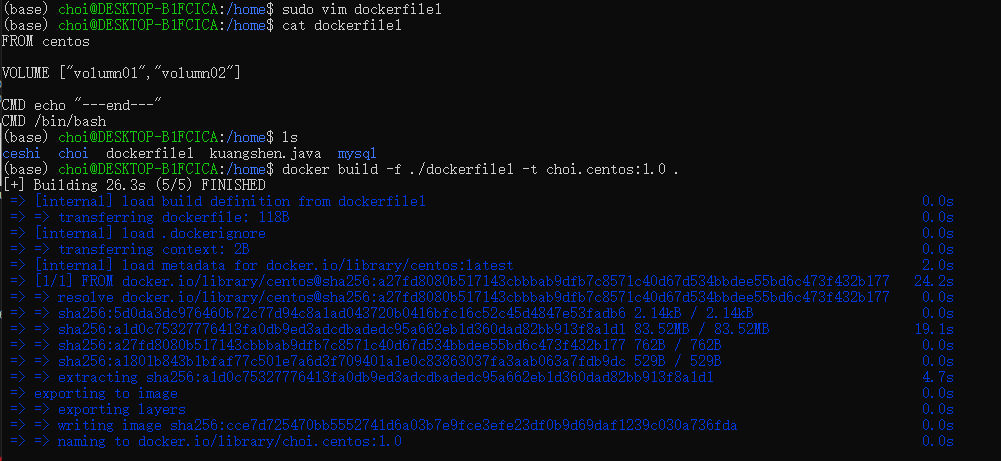 (base) choi@DESKTOP-B1FCICA:/home$ sudo vim dockerfile1
(base) choi@DESKTOP-B1FCICA:/home$ cat dockerfile1
FROM centos
VOLUME ["volumn01","volumn02"]
CMD echo "---end---"
CMD /bin/bash
(base) choi@DESKTOP-B1FCICA:/home$ ls
ceshi choi dockerfile1 kuangshen.java mysql
(base) choi@DESKTOP-B1FCICA:/home$ docker build -f ./dockerfile1 -t choi.centos:1.0 .
[+] Building 26.3s (5/5) FINISHED
=> [internal] load build definition from dockerfile1 0.0s
=> => transferring dockerfile: 118B 0.0s
=> [internal] load .dockerignore 0.0s
=> => transferring context: 2B 0.0s
=> [internal] load metadata for docker.io/library/centos:latest 2.0s
=> [1/1] FROM docker.io/library/centos@sha256:a27fd8080b517143cbbbab9dfb7c8571c40d67d534bbdee55bd6c473f432b177 24.2s
=> => resolve docker.io/library/centos@sha256:a27fd8080b517143cbbbab9dfb7c8571c40d67d534bbdee55bd6c473f432b177 0.0s
=> => sha256:5d0da3dc976460b72c77d94c8a1ad043720b0416bfc16c52c45d4847e53fadb6 2.14kB / 2.14kB 0.0s
=> => sha256:a1d0c75327776413fa0db9ed3adcdbadedc95a662eb1d360dad82bb913f8a1d1 83.52MB / 83.52MB 19.1s
=> => sha256:a27fd8080b517143cbbbab9dfb7c8571c40d67d534bbdee55bd6c473f432b177 762B / 762B 0.0s
=> => sha256:a1801b843b1bfaf77c501e7a6d3f709401a1e0c83863037fa3aab063a7fdb9dc 529B / 529B 0.0s
=> => extracting sha256:a1d0c75327776413fa0db9ed3adcdbadedc95a662eb1d360dad82bb913f8a1d1 4.7s
=> exporting to image 0.0s
=> => exporting layers 0.0s
=> => writing image sha256:cce7d725470bb5552741d6a03b7e9fce3efe23df0b9d69daf1239c030a736fda 0.0s
=> => naming to docker.io/library/choi.centos:1.0 0.0s